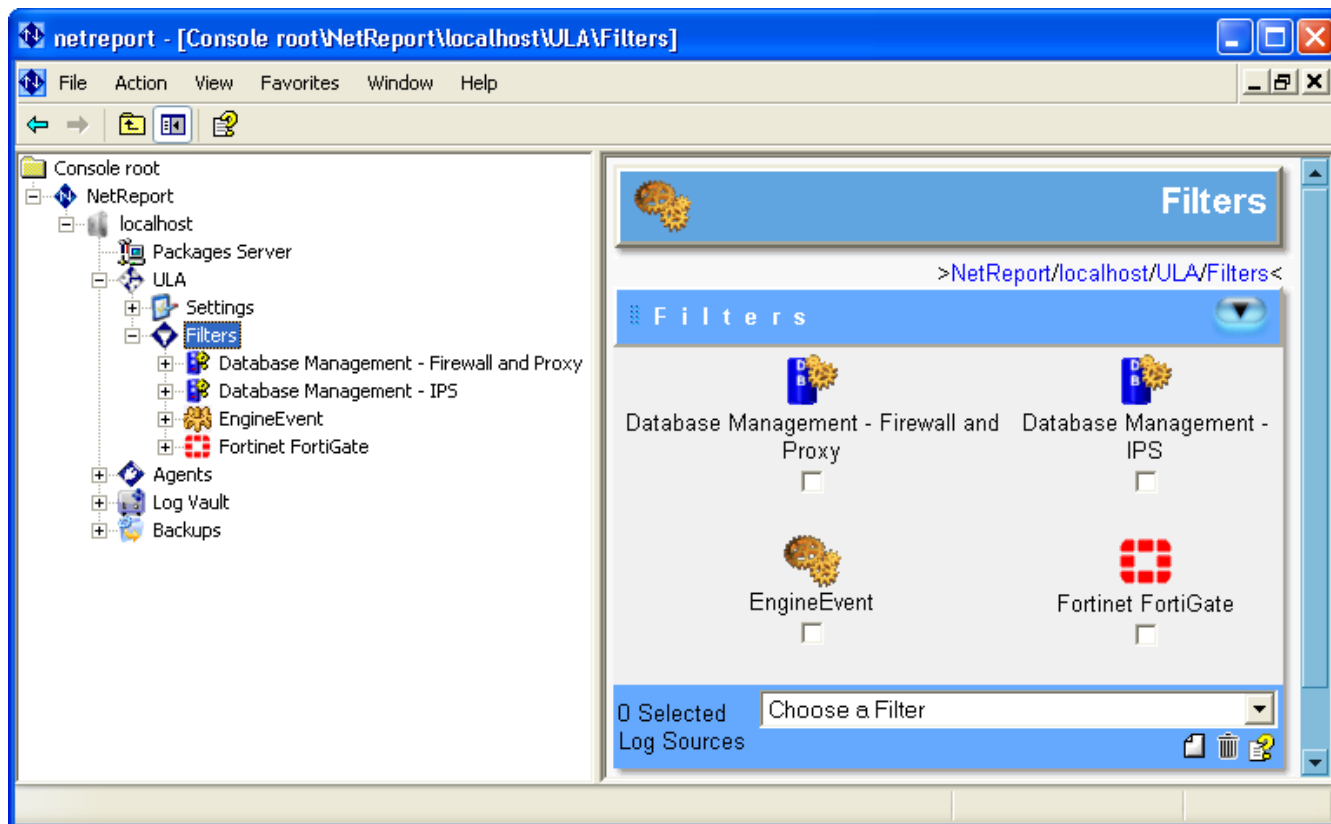 netreport - [Console root\NetReport\localhost\ULA\Filters]
File Action View Favorites Window Help
Console root
NetReport
localhost
Packages Server
ULA
Settings
Filters
Database Management - Firewall and Proxy
Database Management - IPS
EngineEvent
Fortinet FortiGate
Agents
Log Vault
Backups
Filters
>NetReport/localhost/ULA/Filters<
Filters
DB
DB
Database Management - Firewall and
Proxy
Database Management -
IPS
EngineEvent
Fortinet FortiGate
0 Selected
Log Sources
Choose a Filter